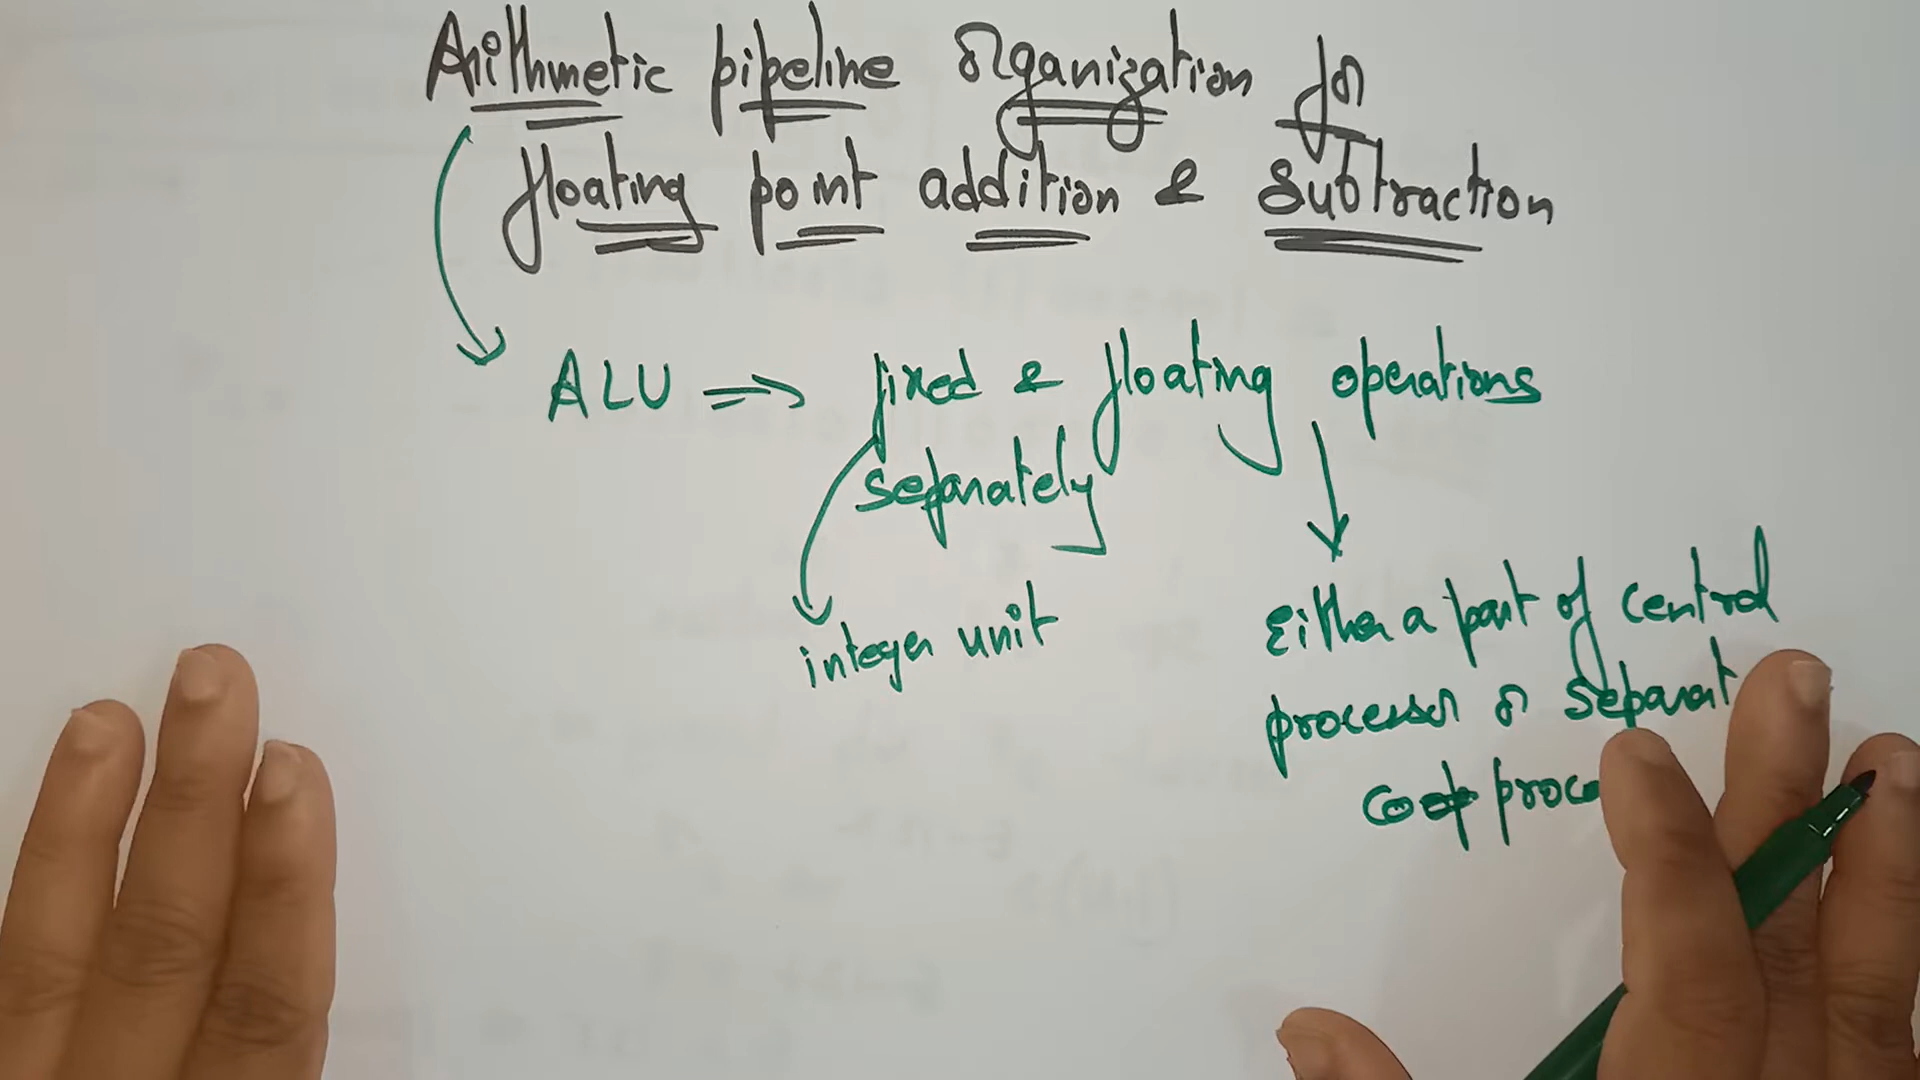 Arithmetic pipeline organization for
floating point addition & subtraction
ALU => fixed & floating operations
separately
integer unit
Either a part of central
processor or separat
co proce